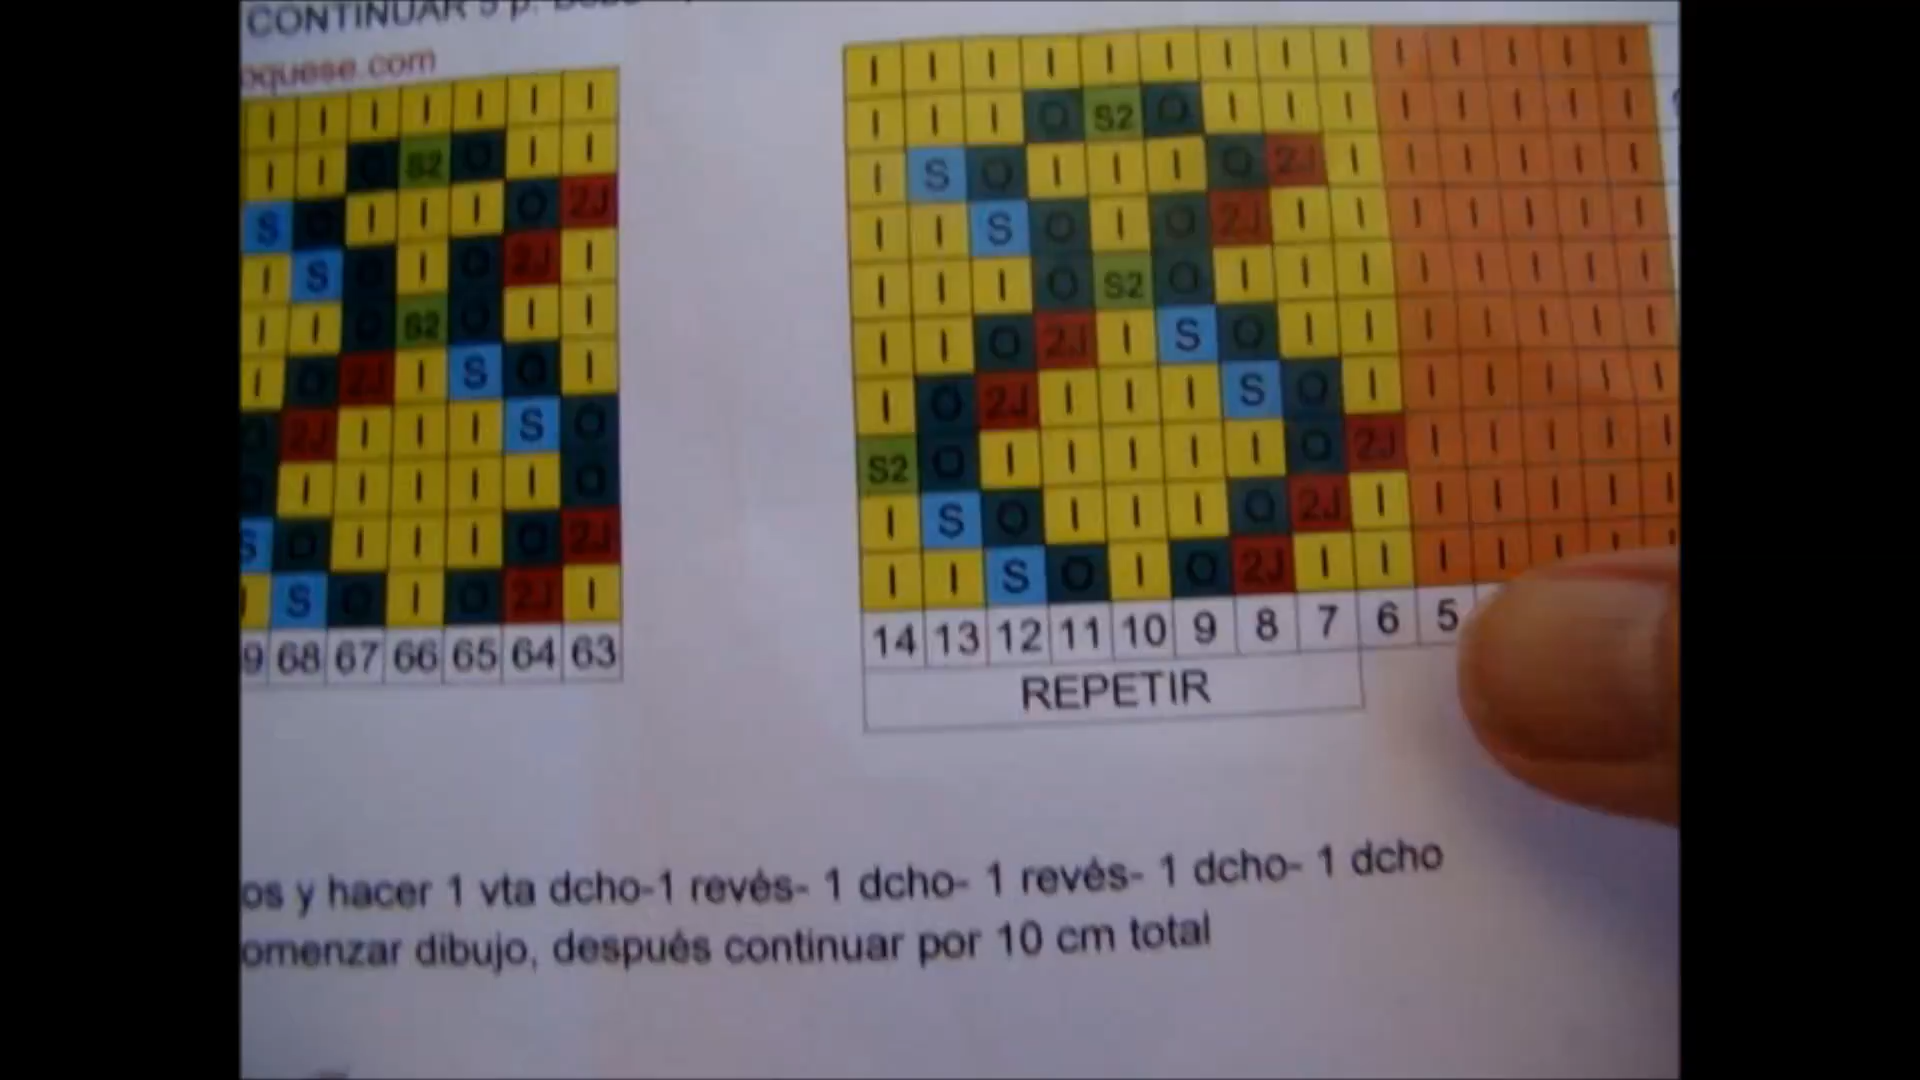 CONTINUAR 5 p.
oquese.com
I I I I I I I
I I O S2 O I I
S O I I I O 2J
I S O I O 2J I
I I O S2 O I I
I O 2J I S O I
O 2J I I I S O
O I I I I I O
S O I I I O 2J
S O I O 2J I
9 68 67 66 65 64 63
I I I I I I I I I I I I I I
I I I O S2 O I I I I I I I I
I S O I I I O 2J I I I I I I
I I S O I O 2J I I I I I I I
I I I O S2 O I I I I I I I I
I I O 2J I S O I I I I I I I
I O 2J I I I S O I I I I I I
S2 O I I I I I O 2J I I I I I
I S O I I I O 2J I I I I I I
I I S O I O 2J I I I I I I I
14 13 12 11 10 9 8 7 6 5
REPETIR
os y hacer 1 vta dcho-1 revés- 1 dcho- 1 revés- 1 dcho- 1 dcho
omenzar dibujo, después continuar por 10 cm total